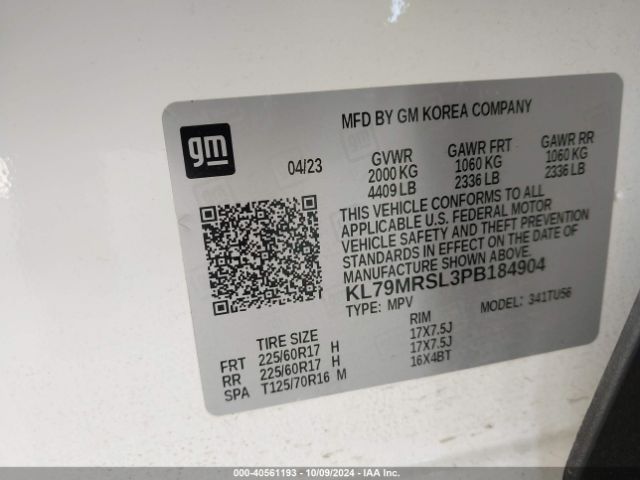 MFD BY GM KOREA COMPANY
gm
04/23
GVWR GAWR FRT GAWR RR
2000 KG 1060 KG 1060 KG
4409 LB 2336 LB 2336 LB
THIS VEHICLE CONFORMS TO ALL
APPLICABLE U.S. FEDERAL MOTOR
VEHICLE SAFETY AND THEFT PREVENTION
STANDARDS IN EFFECT ON THE DATE OF
MANUFACTURE SHOWN ABOVE.
KL79MRSL3PB184904
TYPE: MPV MODEL: 341TU56
TIRE SIZE RIM
FRT 225/60R17 H 17X7.5J
RR 225/60R17 H 17X7.5J
SPA T125/70R16 M 16X4BT
000-40561193 - 10/09/2024 - IAA Inc.